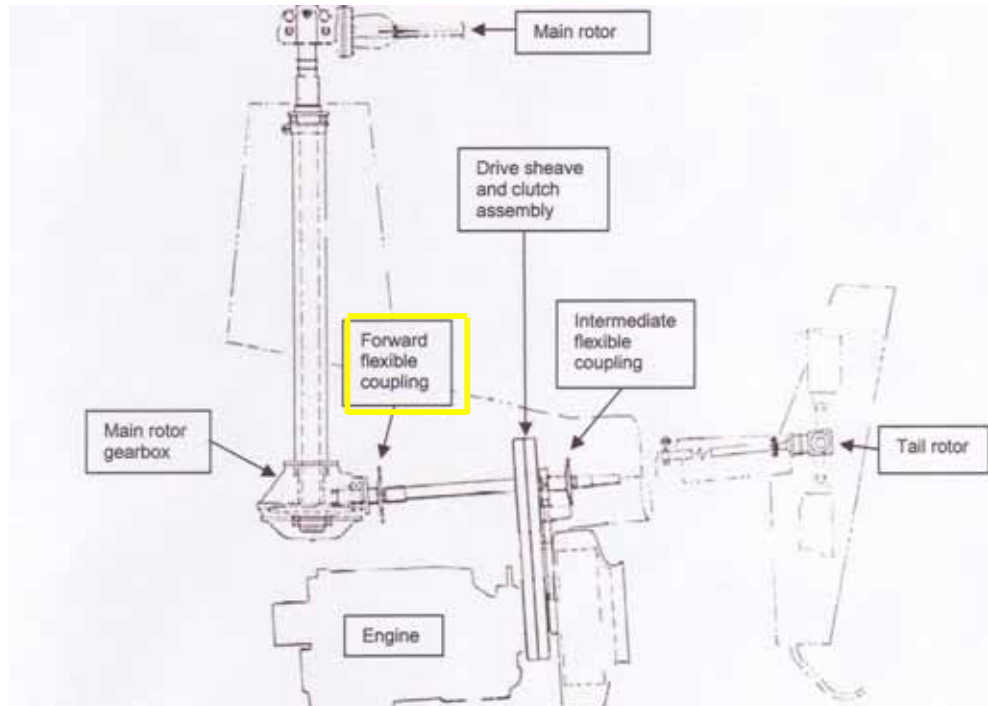 Main rotor
Drive sheave
and clutch
assembly
Intermediate
flexible
coupling
Forward
flexible
coupling
Main rotor
gearbox
Tail rotor
Engine